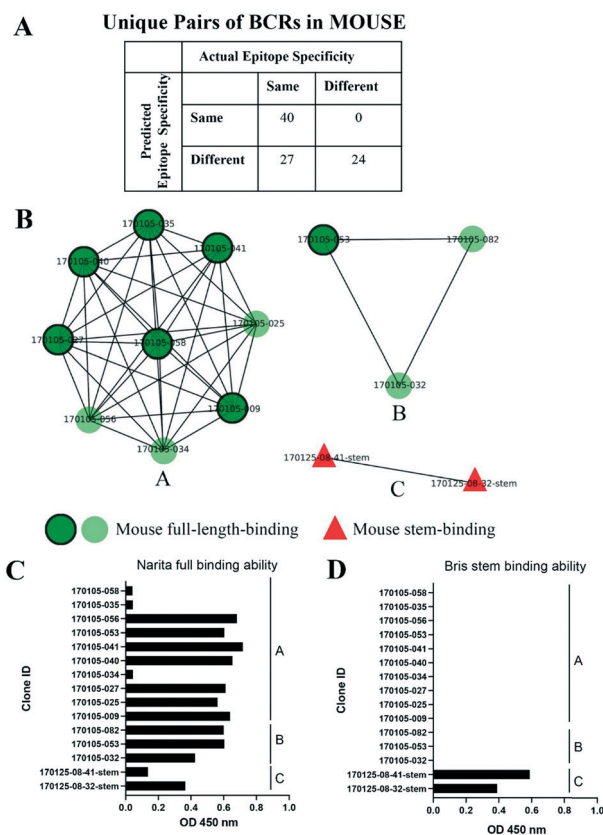 A
Unique Pairs of BCRs in MOUSE
Actual Epitope Specificity
Predicted
Epitope Specificity
Same Different
Same 40 0
Different 27 24
B
170105-035
170105-041
170105-040
170105-025
170105-027
170105-058
170105-009
170105-056
170105-034
A
170105-053
170105-082
170105-032
B
170125-08-41-stem
170125-08-32-stem
C
Mouse full-length-binding
Mouse stem-binding
C
Narita full binding ability
Clone ID
170105-058
170105-035
170105-056
170105-053
170105-041
170105-040
170105-034
170105-027
170105-025
170105-009
170105-082
170105-053
170105-032
170125-08-41-stem
170125-08-32-stem
A
B
C
0.0 0.2 0.4 0.6 0.8 1.0
OD 450 nm
D
Bris stem binding ability
Clone ID
170105-058
170105-035
170105-056
170105-053
170105-041
170105-040
170105-034
170105-027
170105-025
170105-009
170105-082
170105-053
170105-032
170125-08-41-stem
170125-08-32-stem
A
B
C
0.0 0.2 0.4 0.6 0.8 1.0
OD 450 nm